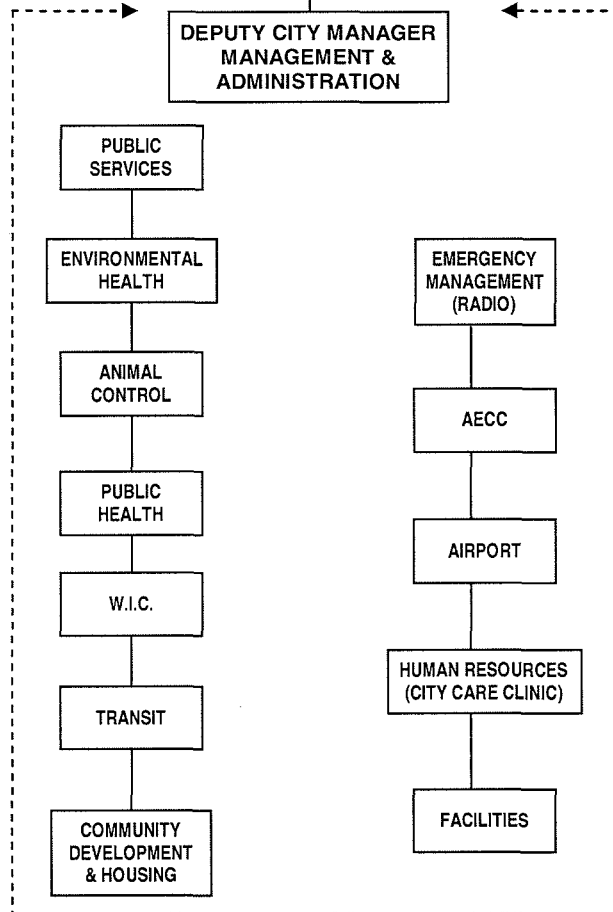 DEPUTY CITY MANAGER
MANAGEMENT &
ADMINISTRATION
PUBLIC
SERVICES
ENVIRONMENTAL
HEALTH
ANIMAL
CONTROL
PUBLIC
HEALTH
W.I.C.
TRANSIT
COMMUNITY
DEVELOPMENT
& HOUSING
EMERGENCY
MANAGEMENT
(RADIO)
AECC
AIRPORT
HUMAN RESOURCES
(CITY CARE CLINIC)
FACILITIES